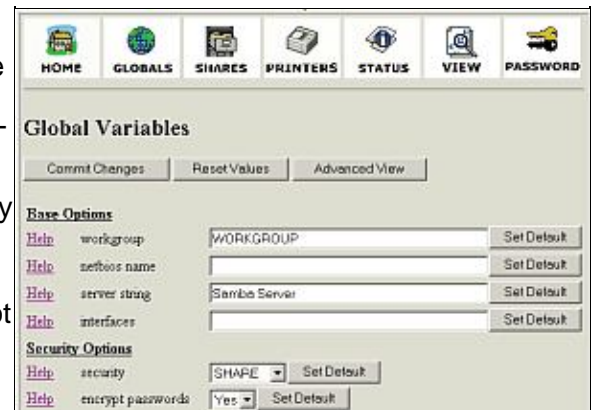 HOME GLOBALS SHARES PRINTERS STATUS VIEW PASSWORD
Global Variables
Commit Changes Reset Values Advanced View
Base Options
Help workgroup WORKGROUP Set Default
Help netbios name Set Default
Help server string Samba Server Set Default
Help interfaces Set Default
Security Options
Help security SHARE Set Default
Help encrypt passwords Yes Set Default